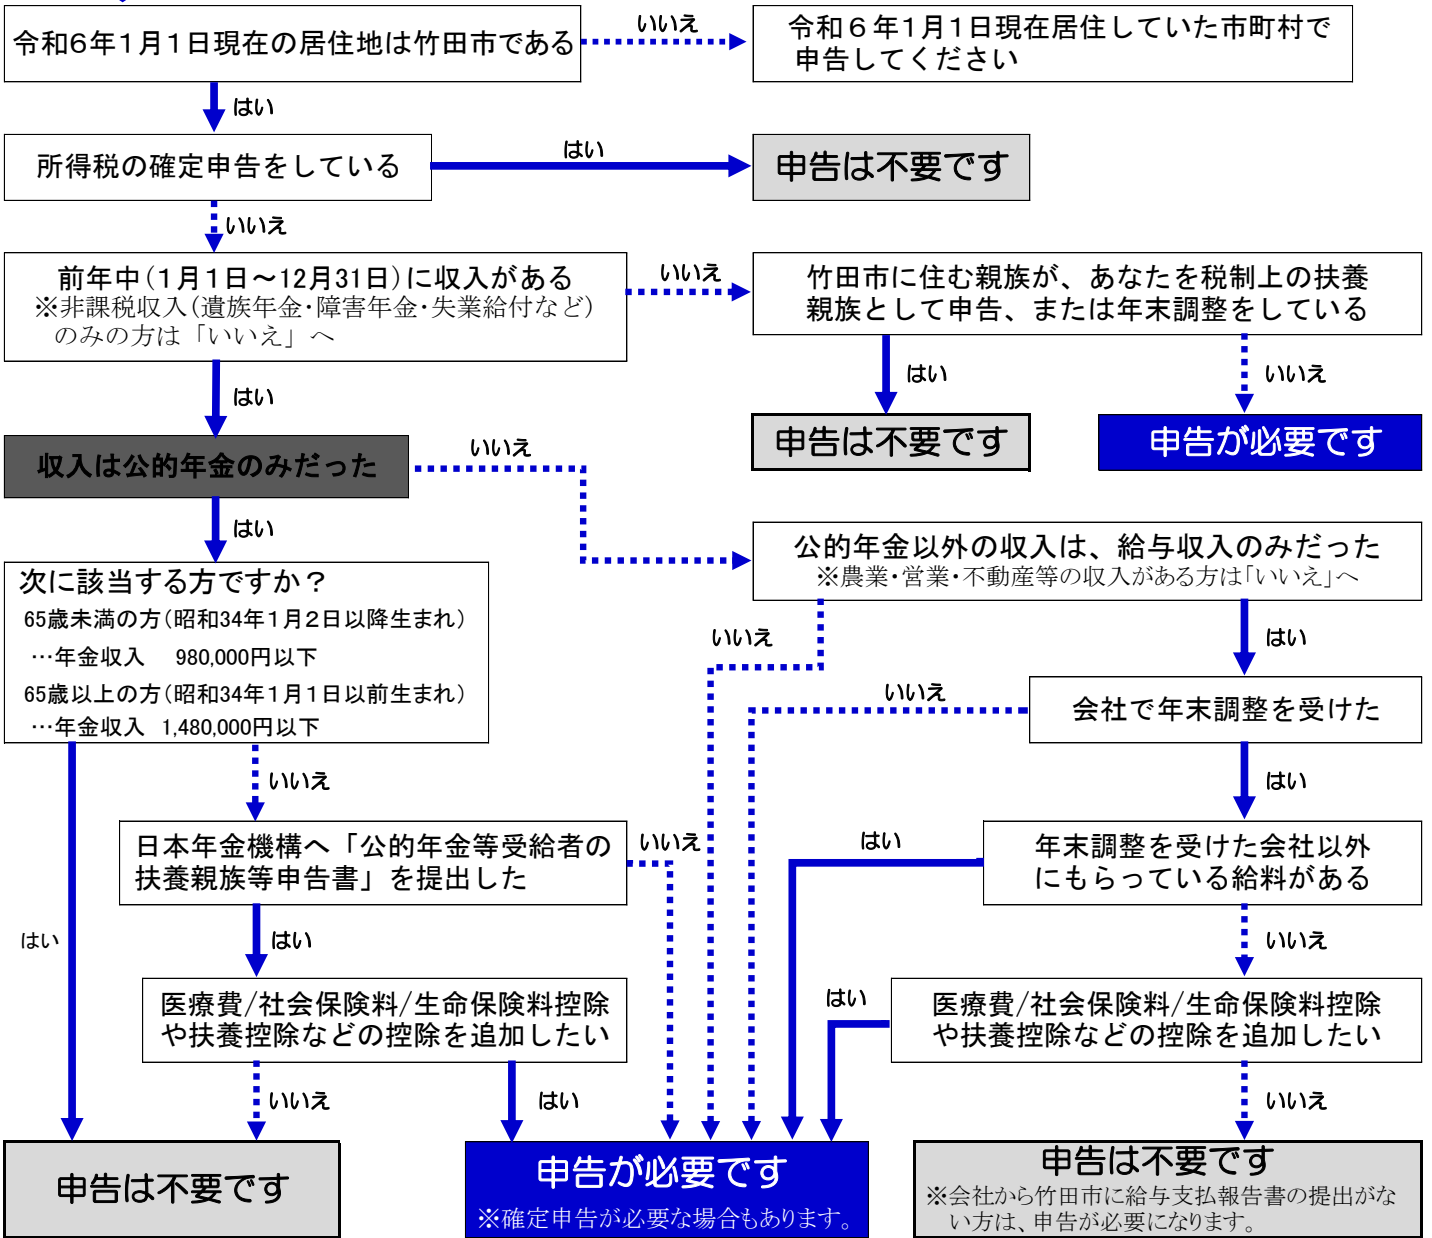 令和6年1月1日現在の居住地は竹田市である
いいえ
令和6年1月1日現在居住していた市町村で
申告してください
はい
所得税の確定申告をしている
はい
申告は不要です
いいえ
前年中(1月1日～12月31日)に収入がある
※非課税収入(遺族年金・障害年金・失業給付など)
のみの方は「いいえ」へ
いいえ
竹田市に住む親族が、あなたを税制上の扶養
親族として申告、または年末調整をしている
はい
はい
いいえ
申告は不要です
申告が必要です
収入は公的年金のみだった
いいえ
はい
公的年金以外の収入は、給与収入のみだった
※農業・営業・不動産等の収入がある方は「いいえ」へ
次に該当する方ですか？
65歳未満の方(昭和34年1月2日以降生まれ)
…年金収入 980,000円以下
65歳以上の方(昭和34年1月1日以前生まれ)
…年金収入 1,480,000円以下
いいえ
はい
いいえ
会社で年末調整を受けた
いいえ
はい
日本年金機構へ「公的年金等受給者の
扶養親族等申告書」を提出した
いいえ
はい
年末調整を受けた会社以外
にもらっている給料がある
はい
はい
いいえ
医療費/社会保険料/生命保険料控除
や扶養控除などの控除を追加したい
はい
医療費/社会保険料/生命保険料控除
や扶養控除などの控除を追加したい
いいえ
はい
いいえ
申告は不要です
申告が必要です
※確定申告が必要な場合もあります。
申告は不要です
※会社から竹田市に給与支払報告書の提出がな
い方は、申告が必要になります。